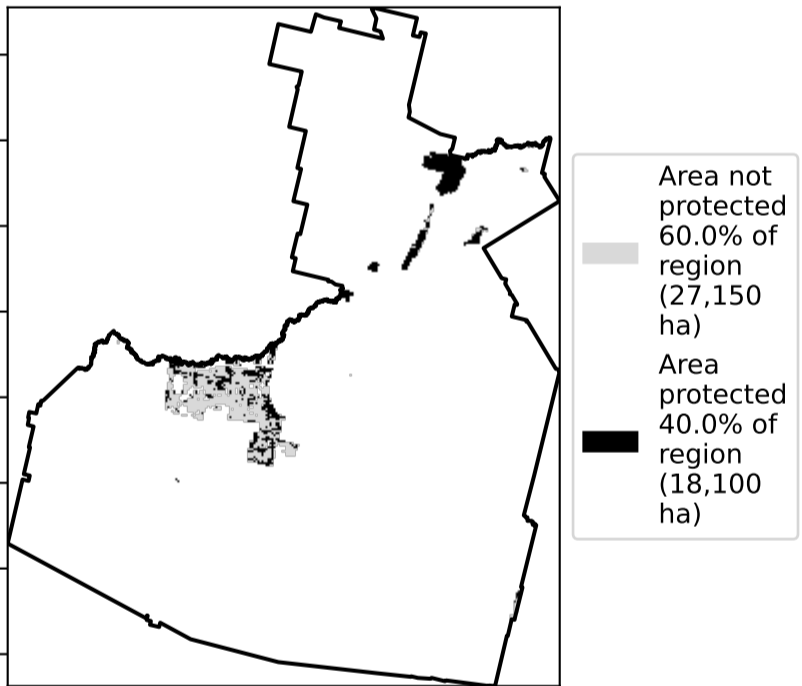 Area not
protected
60.0% of
region
(27,150
ha)
Area
protected
40.0% of
region
(18,100
ha)